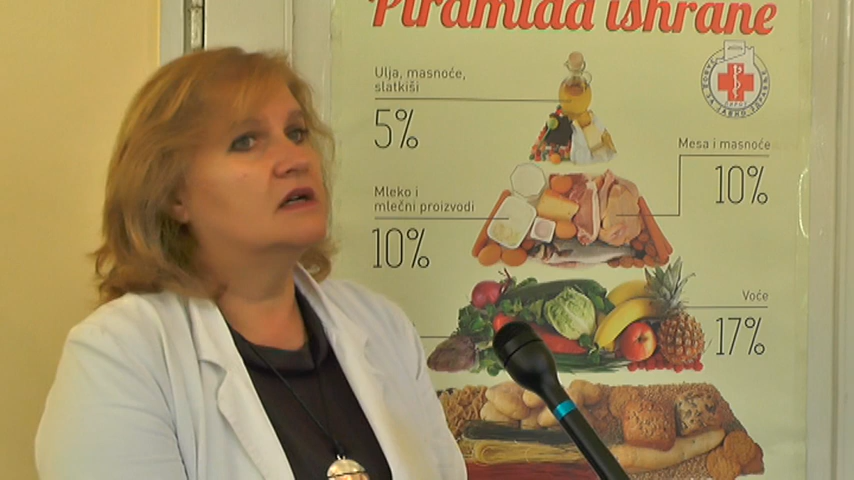 Piramida ishrane
Ulja, masnoće,
slatkiši
5%
Mesa i masnoće
10%
Mleko i
mlečni proizvodi
10%
Voće
17%